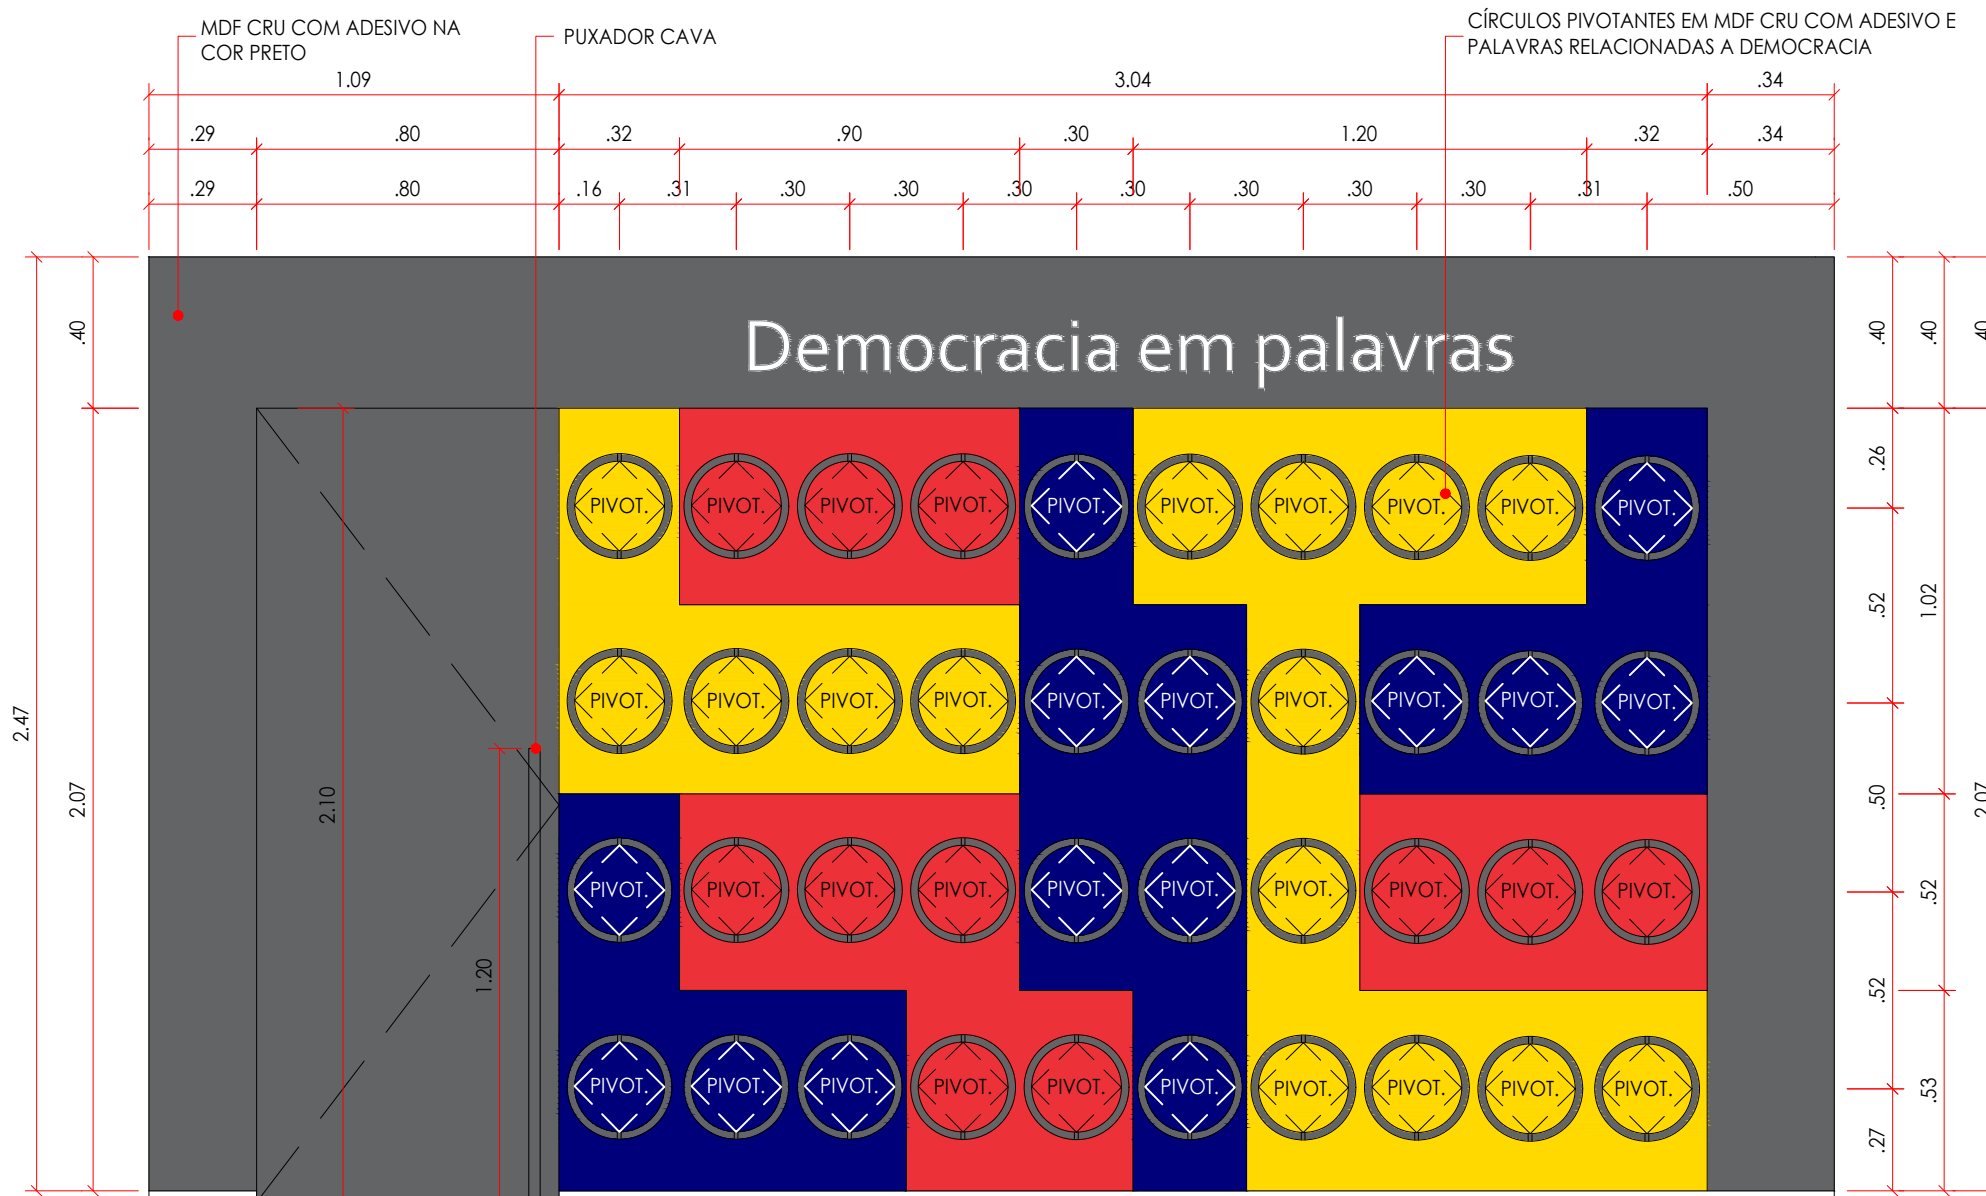 MDF CRU COM ADESIVO NA
COR PRETO
PUXADOR CAVA
CÍRCULOS PIVOTANTES EM MDF CRU COM ADESIVO E
PALAVRAS RELACIONADAS A DEMOCRACIA
1.09 3.04 .34
.29 .80 .32 .90 .30 1.20 .32 .34
.29 .80 .16 .31 .30 .30 .30 .30 .30 .30 .30 .31 .50
Democracia em palavras
2.47
.40
2.07
2.10
1.20
PIVOT. PIVOT. PIVOT. PIVOT. PIVOT. PIVOT. PIVOT. PIVOT. PIVOT. PIVOT.
PIVOT. PIVOT. PIVOT. PIVOT. PIVOT. PIVOT. PIVOT. PIVOT. PIVOT. PIVOT.
PIVOT. PIVOT. PIVOT. PIVOT. PIVOT. PIVOT. PIVOT. PIVOT. PIVOT. PIVOT.
PIVOT. PIVOT. PIVOT. PIVOT. PIVOT. PIVOT. PIVOT. PIVOT. PIVOT. PIVOT.
.40
.26
.52
.50
.52
.27
.40
1.02
.52
.53
.40
2.07